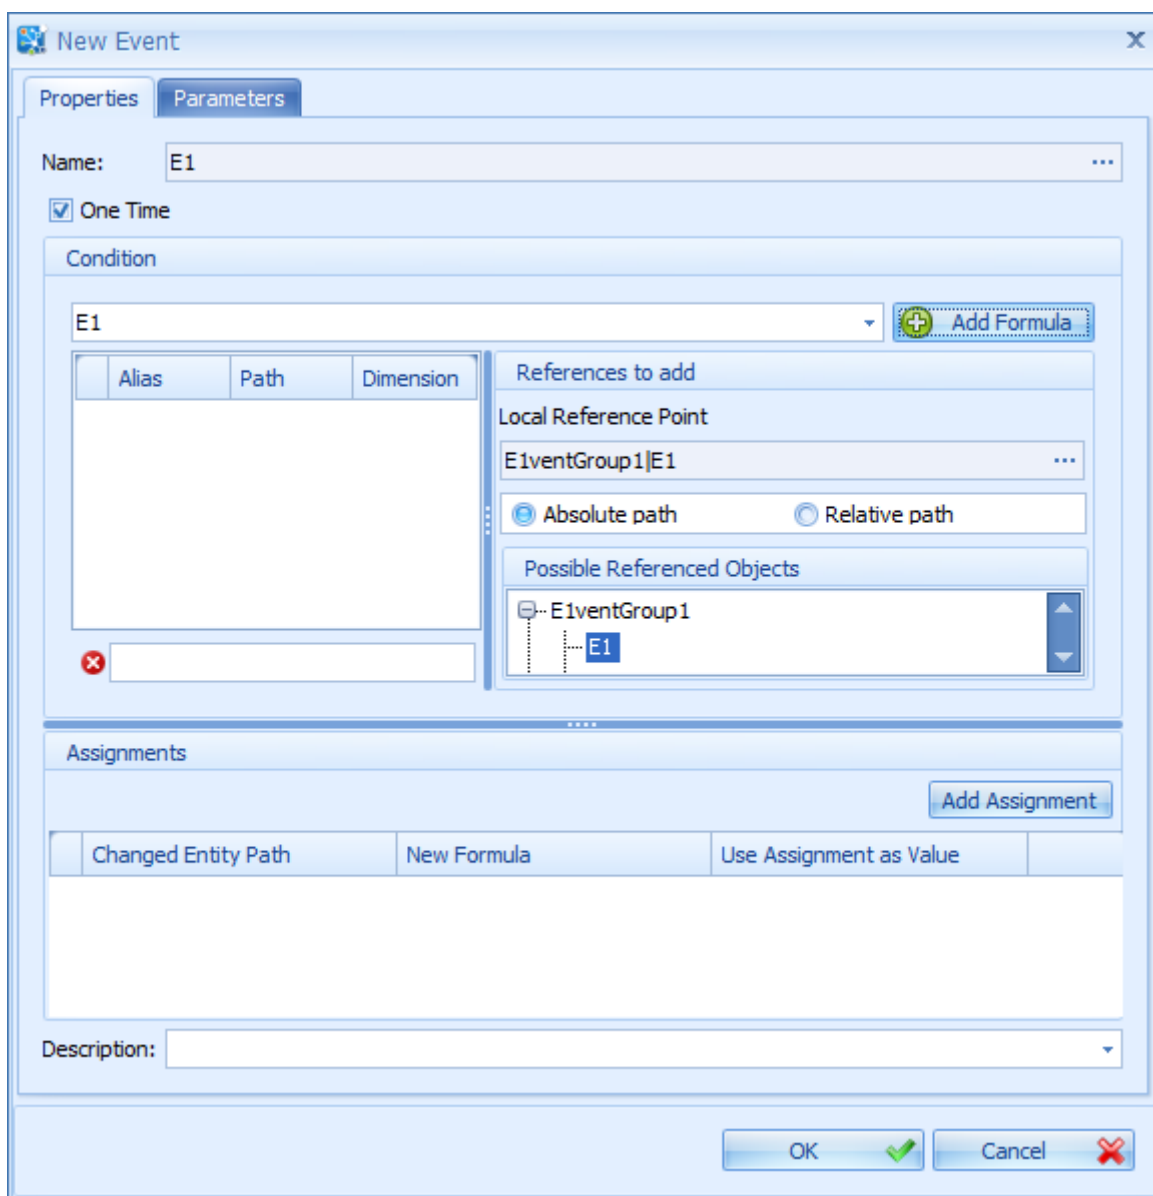 New Event
Properties Parameters
Name: E1 ...
One Time
Condition
E1 Add Formula
Alias Path Dimension
References to add
Local Reference Point
E1ventGroup1|E1 ...
Absolute path Relative path
Possible Referenced Objects
E1ventGroup1
E1
Assignments
Add Assignment
Changed Entity Path New Formula Use Assignment as Value
Description:
OK Cancel